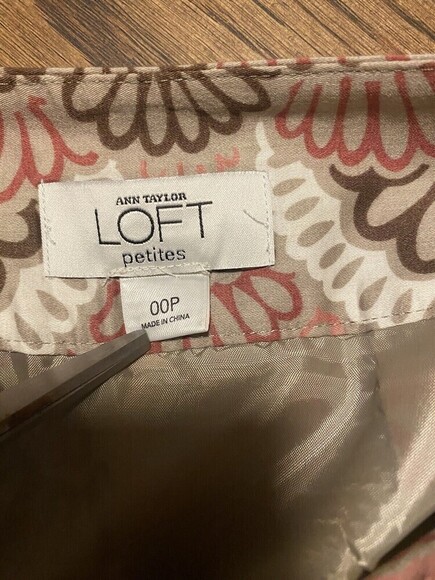 ANN TAYLOR
LOFT
petites
00P
MADE IN CHINA